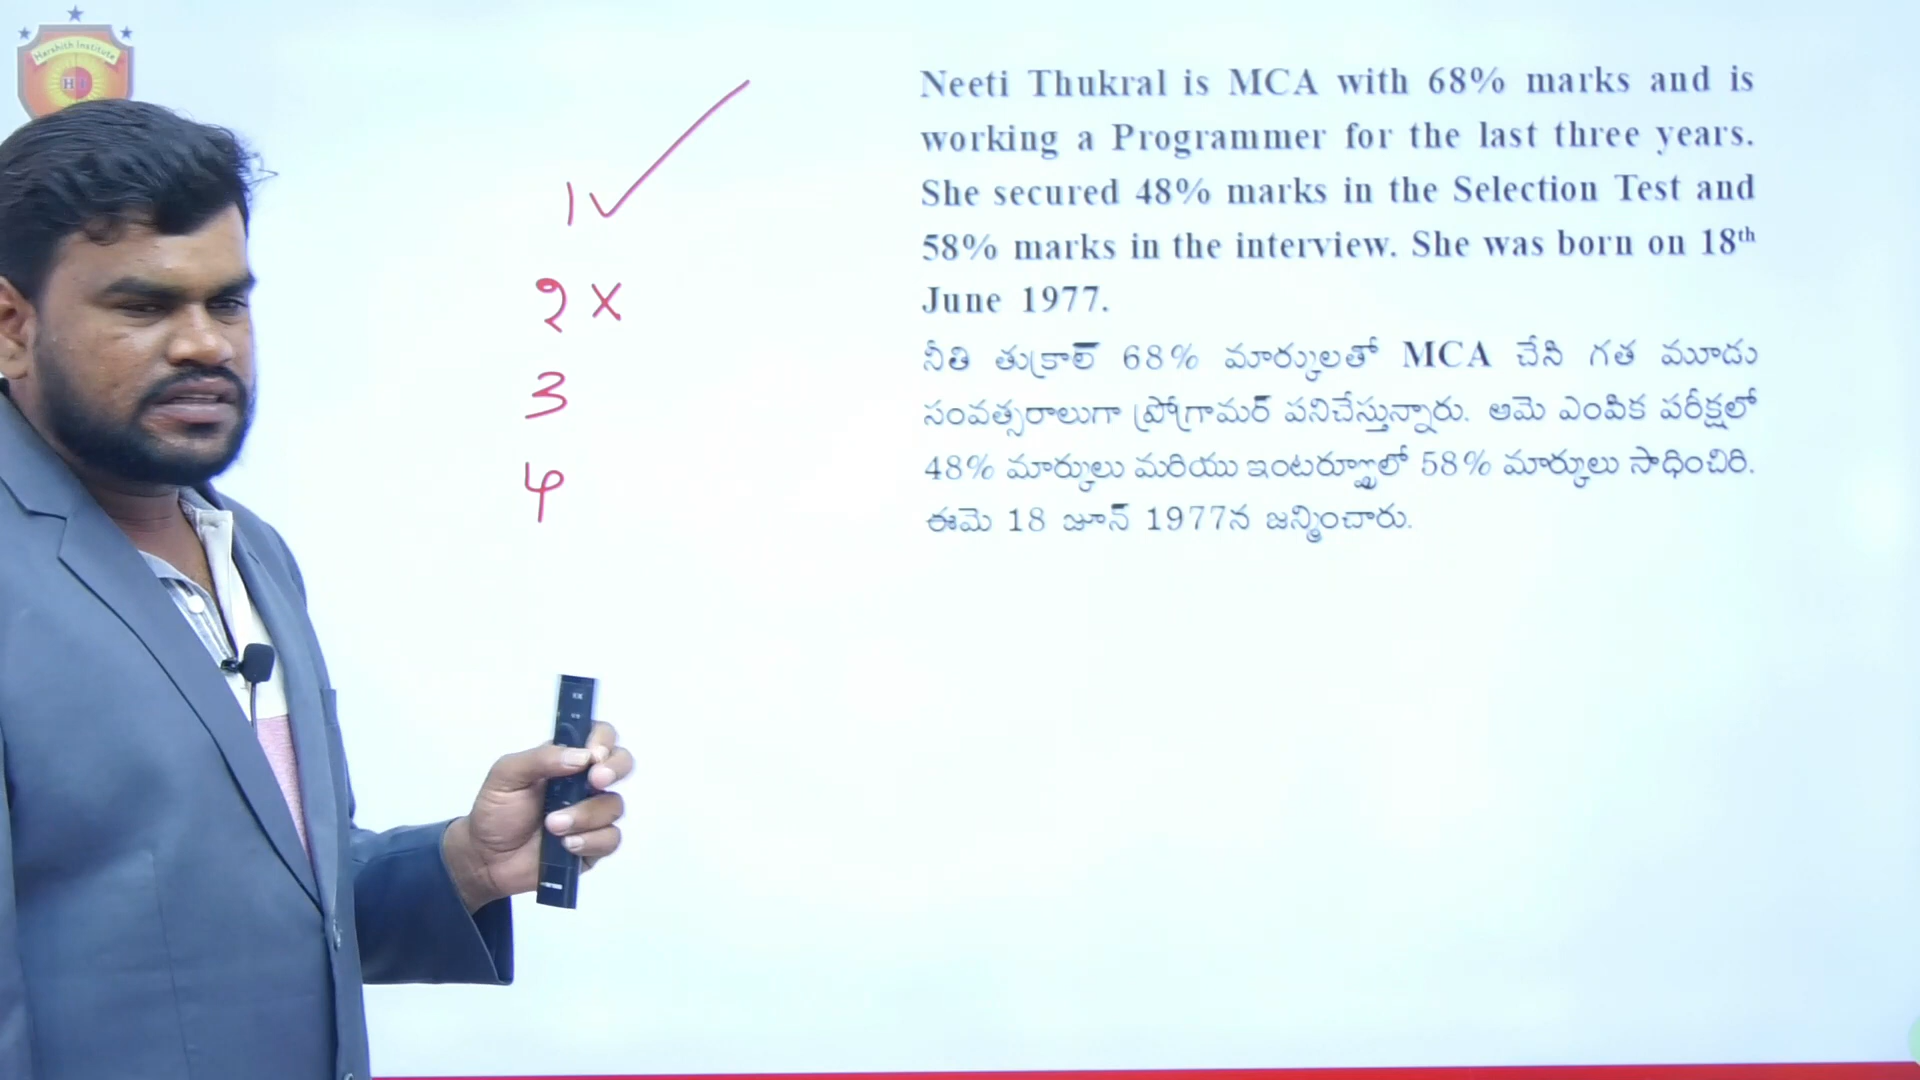 Harshith Institute
H I
1 ✓
2 X
3
4
Neeti Thukral is MCA with 68% marks and is
working a Programmer for the last three years.
She secured 48% marks in the Selection Test and
58% marks in the interview. She was born on 18th
June 1977.
నీతి తుక్రాల్ 68% మార్కులతో MCA చేసి గత మూడు
సంవత్సరాలుగా ప్రోగ్రామర్ పనిచేస్తున్నారు. ఆమె ఎంపిక పరీక్షలో
48% మార్కులు మరియు ఇంటర్వ్యూలో 58% మార్కులు సాధించిరి.
ఈమె 18 జూన్ 1977న జన్మించారు.